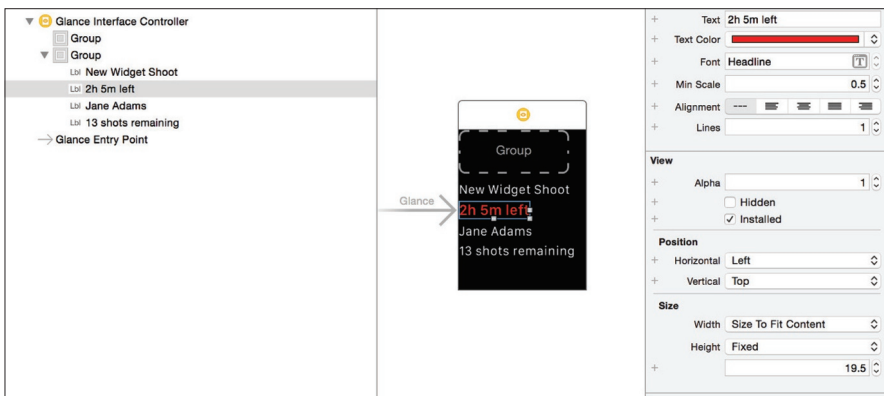 Glance Interface Controller
Group
Group
Lbl New Widget Shoot
Lbl 2h 5m left
Lbl Jane Adams
Lbl 13 shots remaining
Glance Entry Point
Glance
Group
New Widget Shoot
2h 5m left
Jane Adams
13 shots remaining
+ Text 2h 5m left
+ Text Color
+ Font Headline T
+ Min Scale 0.5
+ Alignment ---
+ Lines 1
View
+ Alpha 1
+ Hidden
+ Installed
Position
+ Horizontal Left
+ Vertical Top
Size
Width Size To Fit Content
Height Fixed
+ 19.5